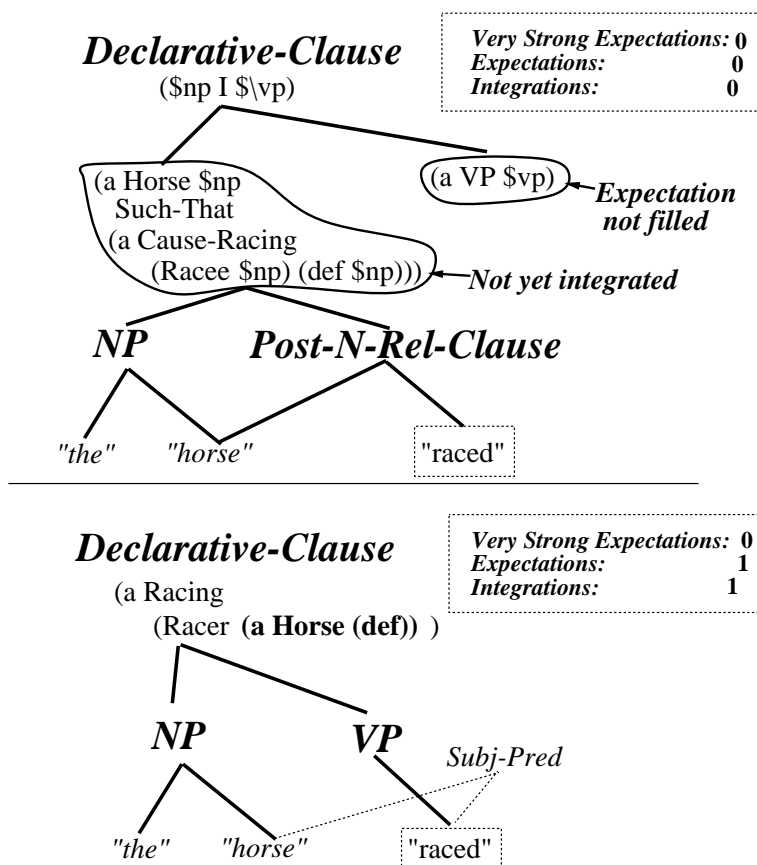 Declarative-Clause
($np I $\vp)
Very Strong Expectations: 0
Expectations: 0
Integrations: 0
(a Horse $np
Such-That
(a Cause-Racing
(Racee $np) (def $np)))
(a VP $vp)
Expectation
not filled
Not yet integrated
NP Post-N-Rel-Clause
"the" "horse" "raced"
Declarative-Clause
(a Racing
(Racer (a Horse (def)) )
Very Strong Expectations: 0
Expectations: 1
Integrations: 1
NP VP
Subj-Pred
"the" "horse" "raced"